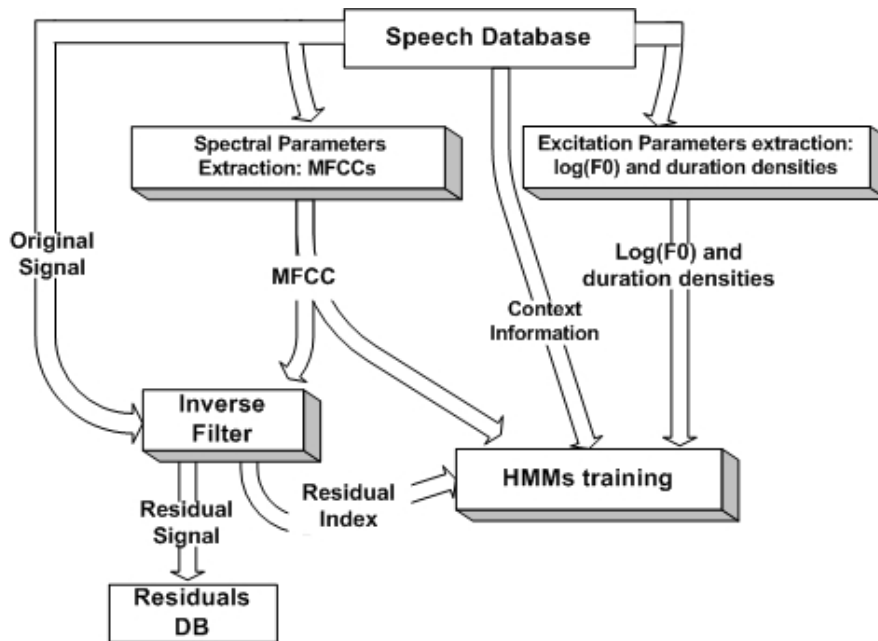 Speech Database
Spectral Parameters
Extraction: MFCCs
Excitation Parameters extraction:
log(F0) and duration densities
Original
Signal
MFCC
Log(F0) and
duration densities
Context
Information
Inverse
Filter
HMMs training
Residual
Index
Residual
Signal
Residuals
DB